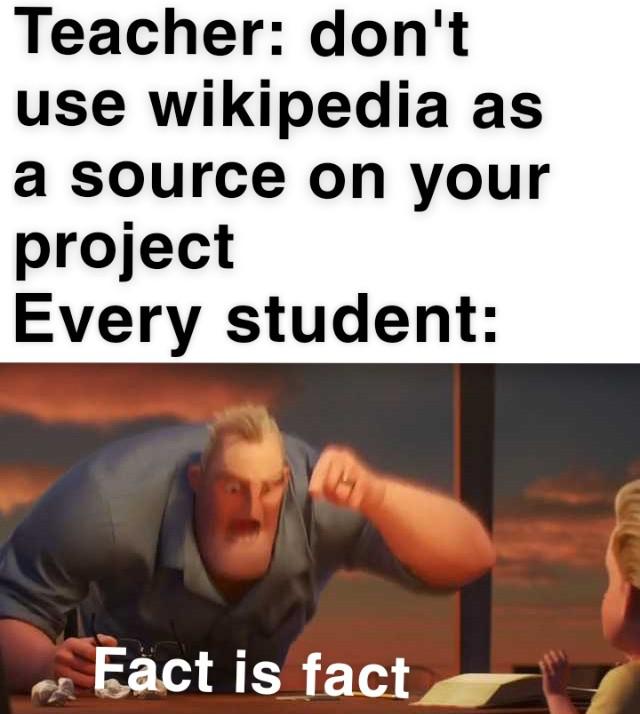 Teacher: don't
use wikipedia as
a source on your
project
Every student:
Fact is fact